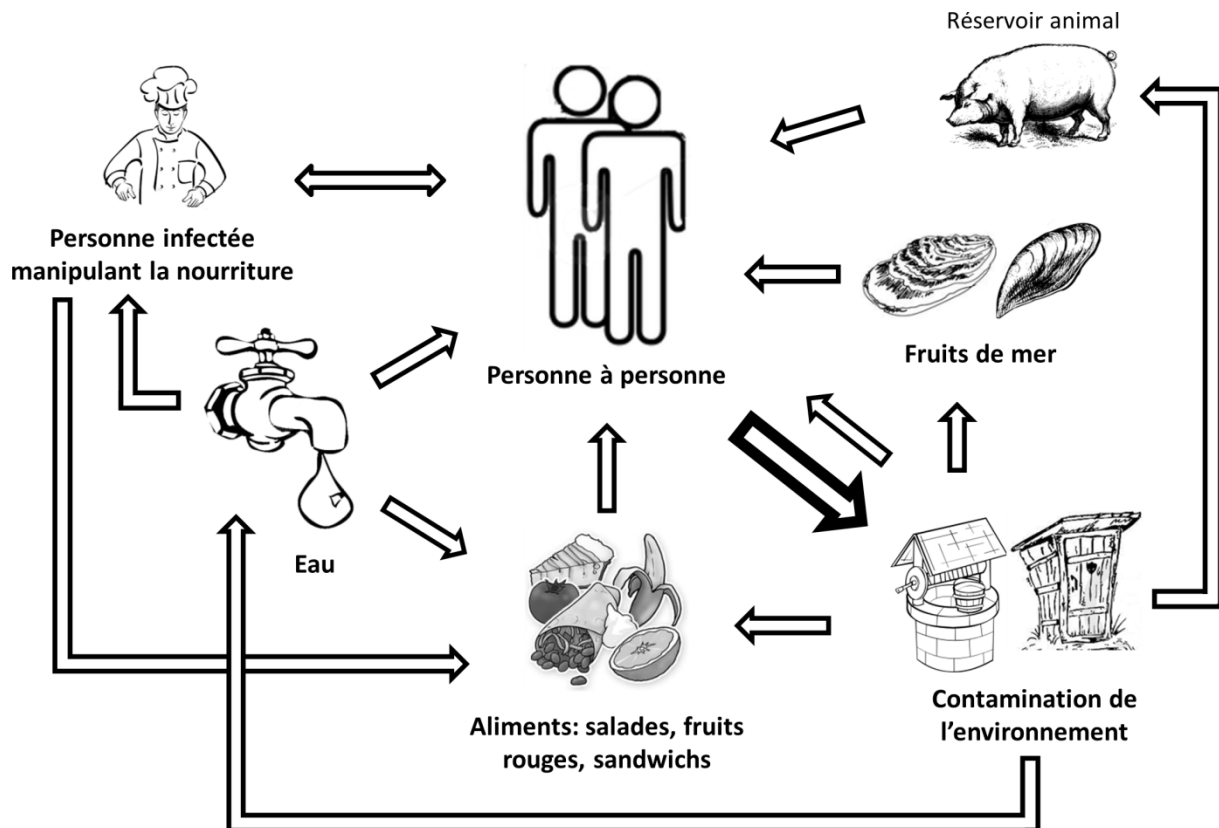 Réservoir animal
Personne infectée
manipulant la nourriture
Personne à personne
Fruits de mer
Eau
Aliments: salades, fruits
rouges, sandwichs
Contamination de
l’environnement